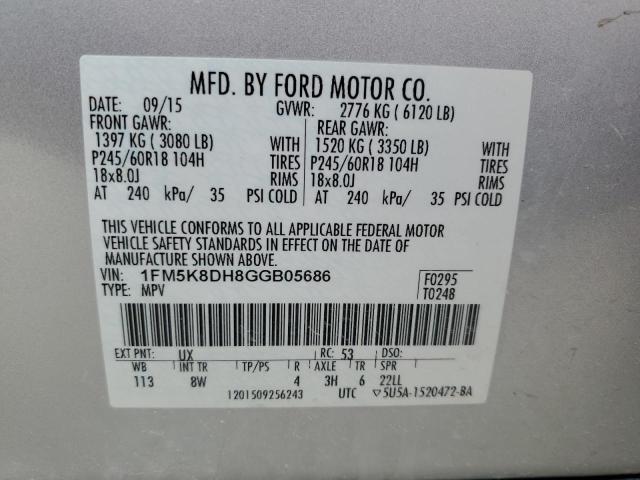 MFD. BY FORD MOTOR CO.
DATE: 09/15 GVWR: 2776 KG ( 6120 LB)
FRONT GAWR: REAR GAWR:
1397 KG ( 3080 LB) WITH 1520 KG ( 3350 LB) WITH
P245/60R18 104H TIRES P245/60R18 104H TIRES
18x8.0J RIMS 18x8.0J RIMS
AT 240 kPa/ 35 PSI COLD AT 240 kPa/ 35 PSI COLD
THIS VEHICLE CONFORMS TO ALL APPLICABLE FEDERAL MOTOR
VEHICLE SAFETY STANDARDS IN EFFECT ON THE DATE OF
MANUFACTURE SHOWN ABOVE.
VIN: 1FM5K8DH8GGB05686 F0295
TYPE: MPV T0248
EXT PNT: UX RC: 53 DSO:
WB INT TR TP/PS R AXLE TR SPR
113 8W 4 3H 6 22LL
1201509256243 UTC ▽5U5A-1520472-BA